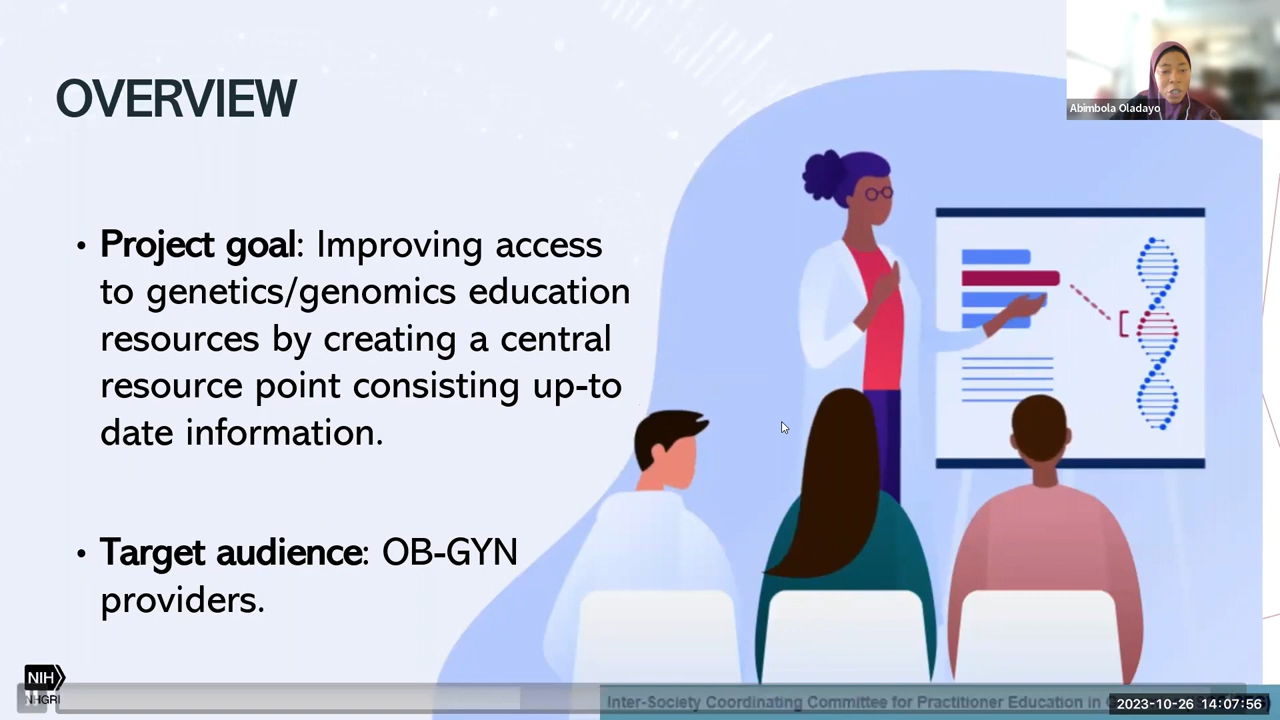 OVERVIEW
Abimbola Oladayo
• Project goal: Improving access
to genetics/genomics education
resources by creating a central
resource point consisting up-to
date information.
• Target audience: OB-GYN
providers.
NIH
NHGRI
Inter-Society Coordinating Committee for Practitioner Education in
2023-10-26 14:07:56